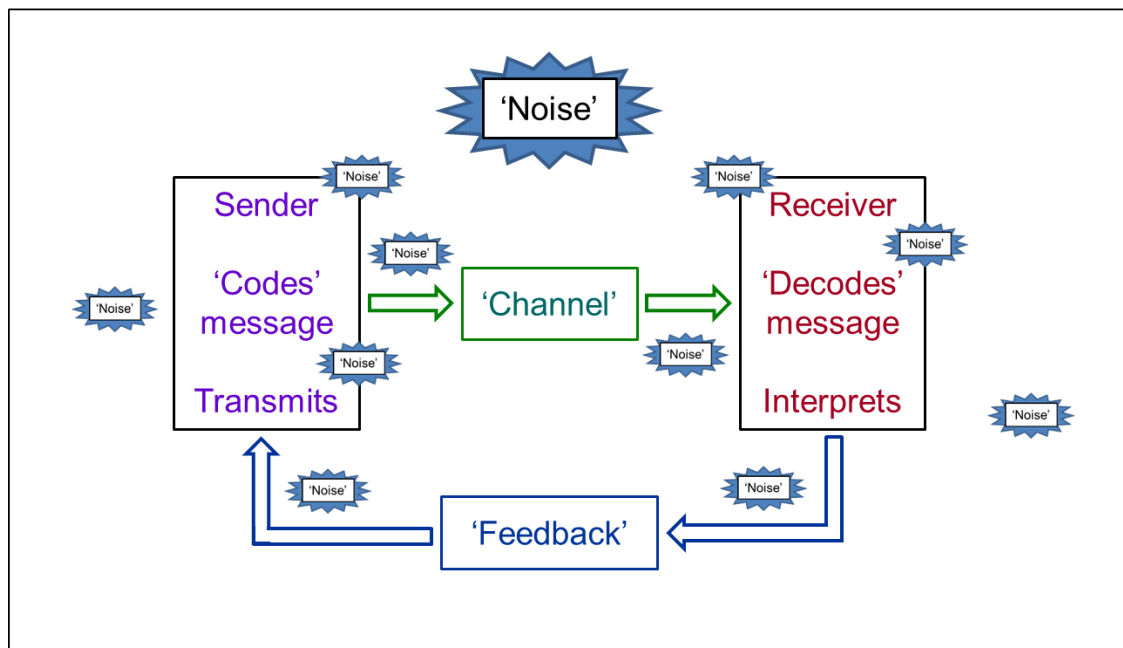 ‘Noise’
‘Noise’
‘Noise’
Sender
Receiver
‘Noise’
‘Noise’
‘Codes’
message
‘Channel’
‘Decodes’
message
‘Noise’
‘Noise’
‘Noise’
Transmits
Interprets
‘Noise’
‘Noise’
‘Noise’
‘Feedback’